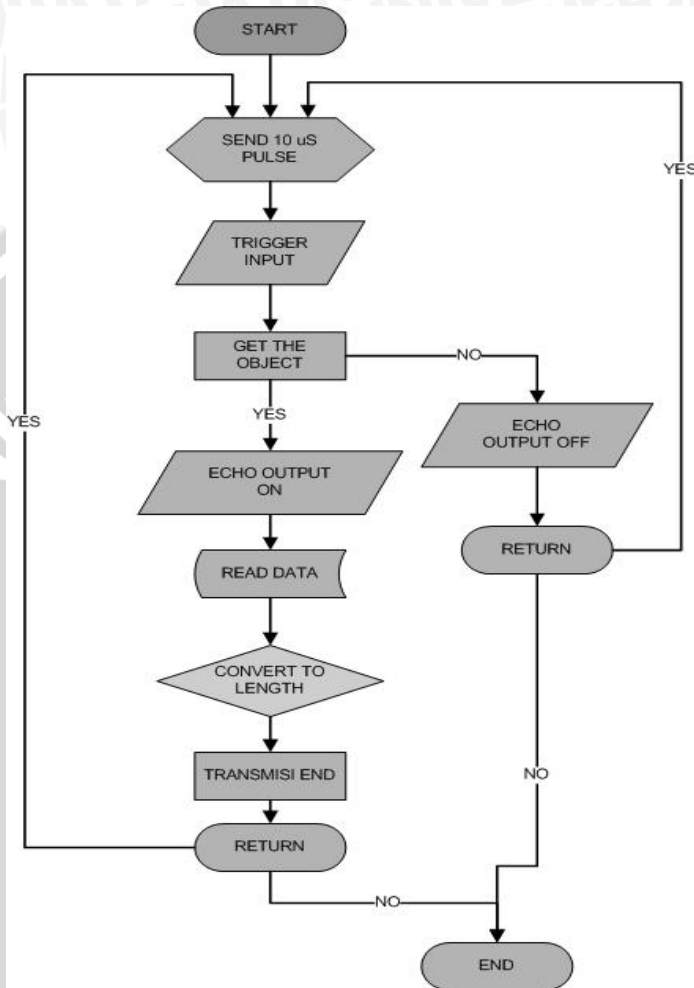 START
SEND 10 uS
PULSE
YES
TRIGGER
INPUT
GET THE
OBJECT
NO
YES
YES
ECHO
OUTPUT OFF
ECHO OUTPUT
ON
RETURN
READ DATA
CONVERT TO
LENGTH
TRANSMISI END
NO
RETURN
NO
END